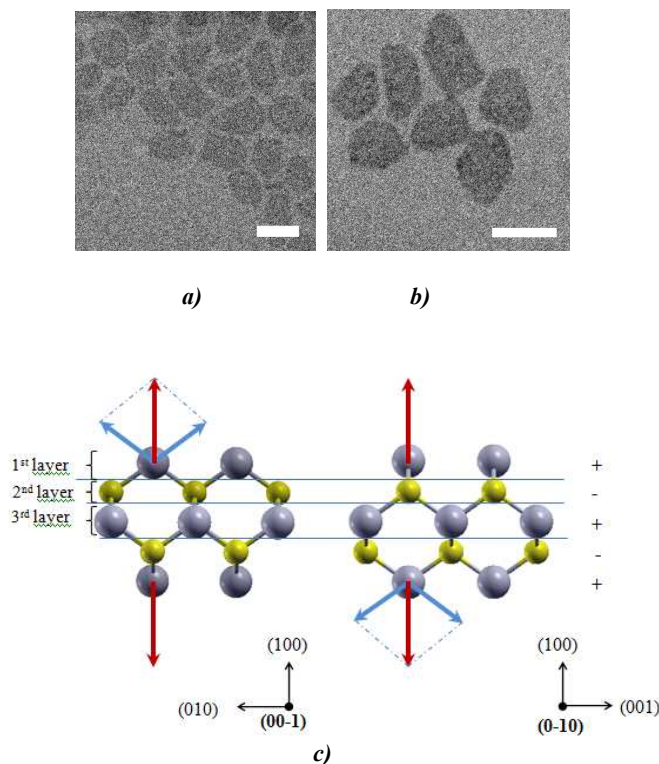 a)
b)
1st layer
2nd layer
3rd layer
+
-
+
-
+
(100)
(010)
(00-1)
(100)
(001)
(0-10)
c)